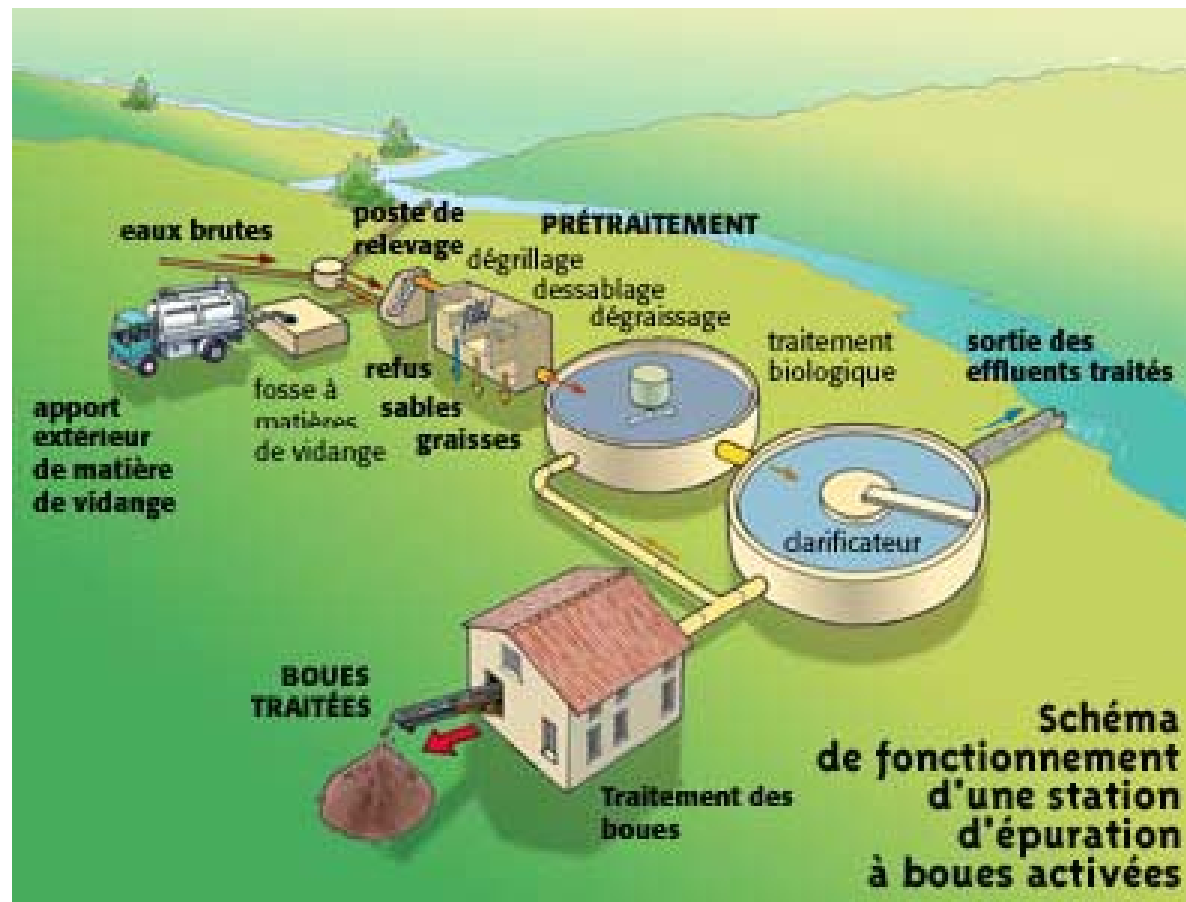 eaux brutes
poste de
relevage
PRÉTRAITEMENT
dégrillage
dessablage
dégraissage
traitement
biologique
sortie des
effluents traités
refus
sables
graisses
fosse à
matières
de vidange
apport
extérieur
de matière
de vidange
clarificateur
BOUES
TRAITÉES
Traitement des
boues
Schéma
de fonctionnement
d'une station
d'épuration
à boues activées